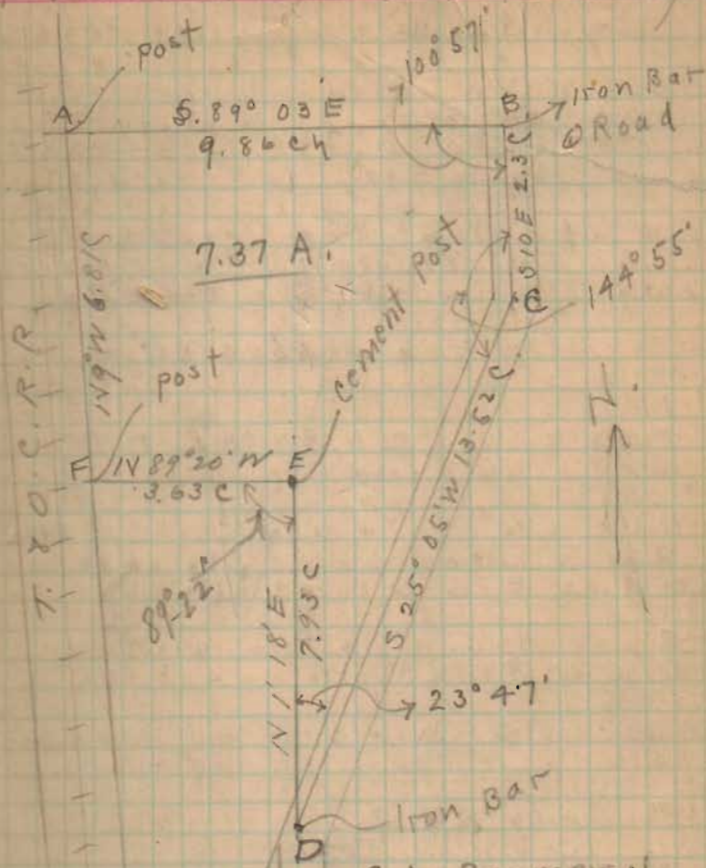 post
100° 57'
A
S. 89° 03' E
9.86 Ch
B
Iron Bar
@ Road
S 10 E 2.3 C
7.37 A.
Cement post
C
144° 55'
post
N.
F
N 89° 20' W
3.63 C
E
T. & O. C. R. R
S 25° 05' W 13.52 C.
89°-22'
N 1° 18' E
7.93 C
23° 47'
Iron Bar
D